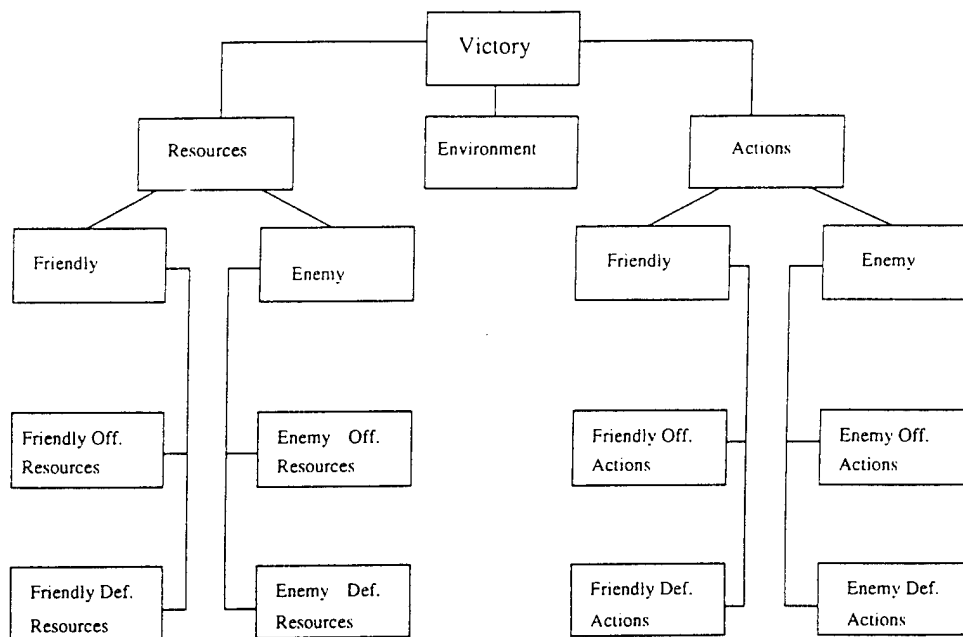 Victory
Resources
Environment
Actions
Friendly
Enemy
Friendly
Enemy
Friendly Off.
Resources
Enemy Off.
Resources
Friendly Off.
Actions
Enemy Off.
Actions
Friendly Def.
Resources
Enemy Def.
Resources
Friendly Def.
Actions
Enemy Def.
Actions